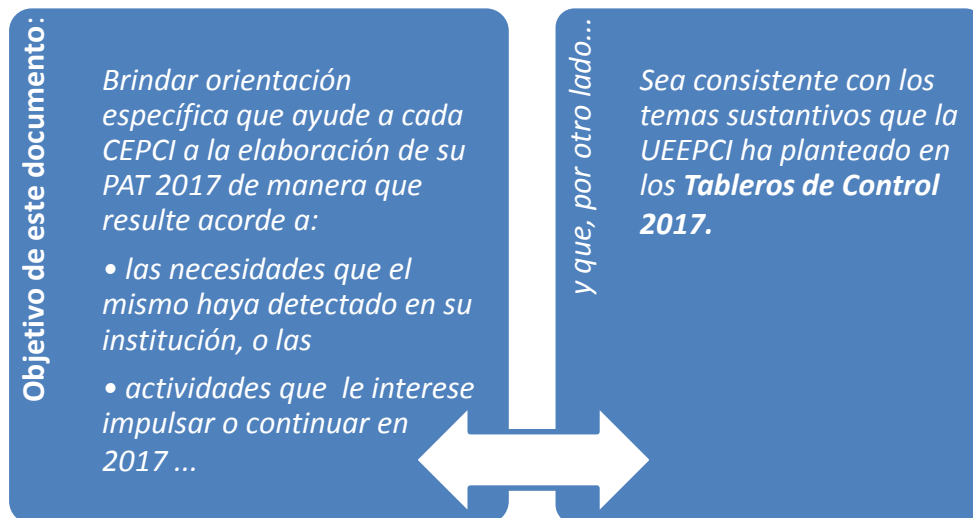 Objetivo de este documento:
Brindar orientación
específica que ayude a cada
CEPCI a la elaboración de su
PAT 2017 de manera que
resulte acorde a:
• las necesidades que el
mismo haya detectado en su
institución, o las
• actividades que le interese
impulsar o continuar en
2017 ...
y que, por otro lado...
Sea consistente con los
temas sustantivos que la
UEEPCI ha planteado en
los Tableros de Control
2017.